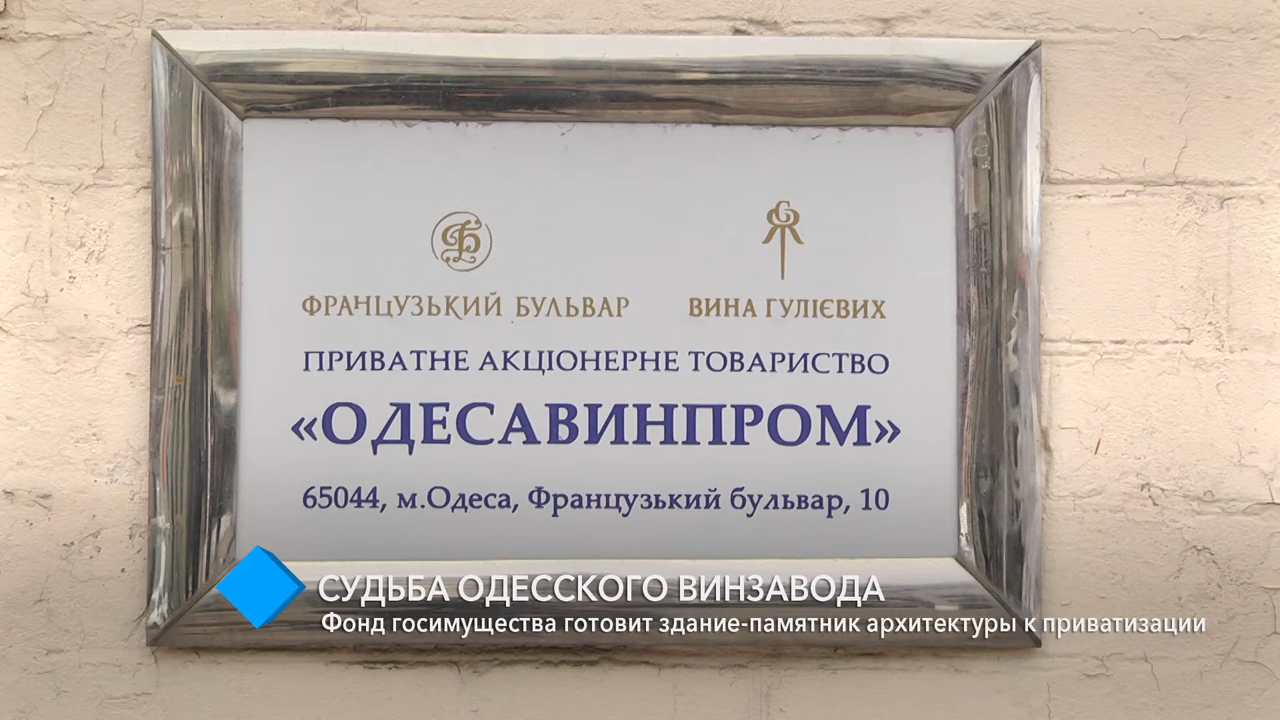 ФРАНЦУЗЬКИЙ БУЛЬВАР
ВИНА ГУЛІЄВИХ
ПРИВАТНЕ АКЦІОНЕРНЕ ТОВАРИСТВО
«ОДЕСАВИНПРОМ»
65044, м.Одеса, Французький бульвар, 10
СУДЬБА ОДЕССКОГО ВИНЗАВОДА
Фонд госимущества готовит здание-памятник архитектуры к приватизации